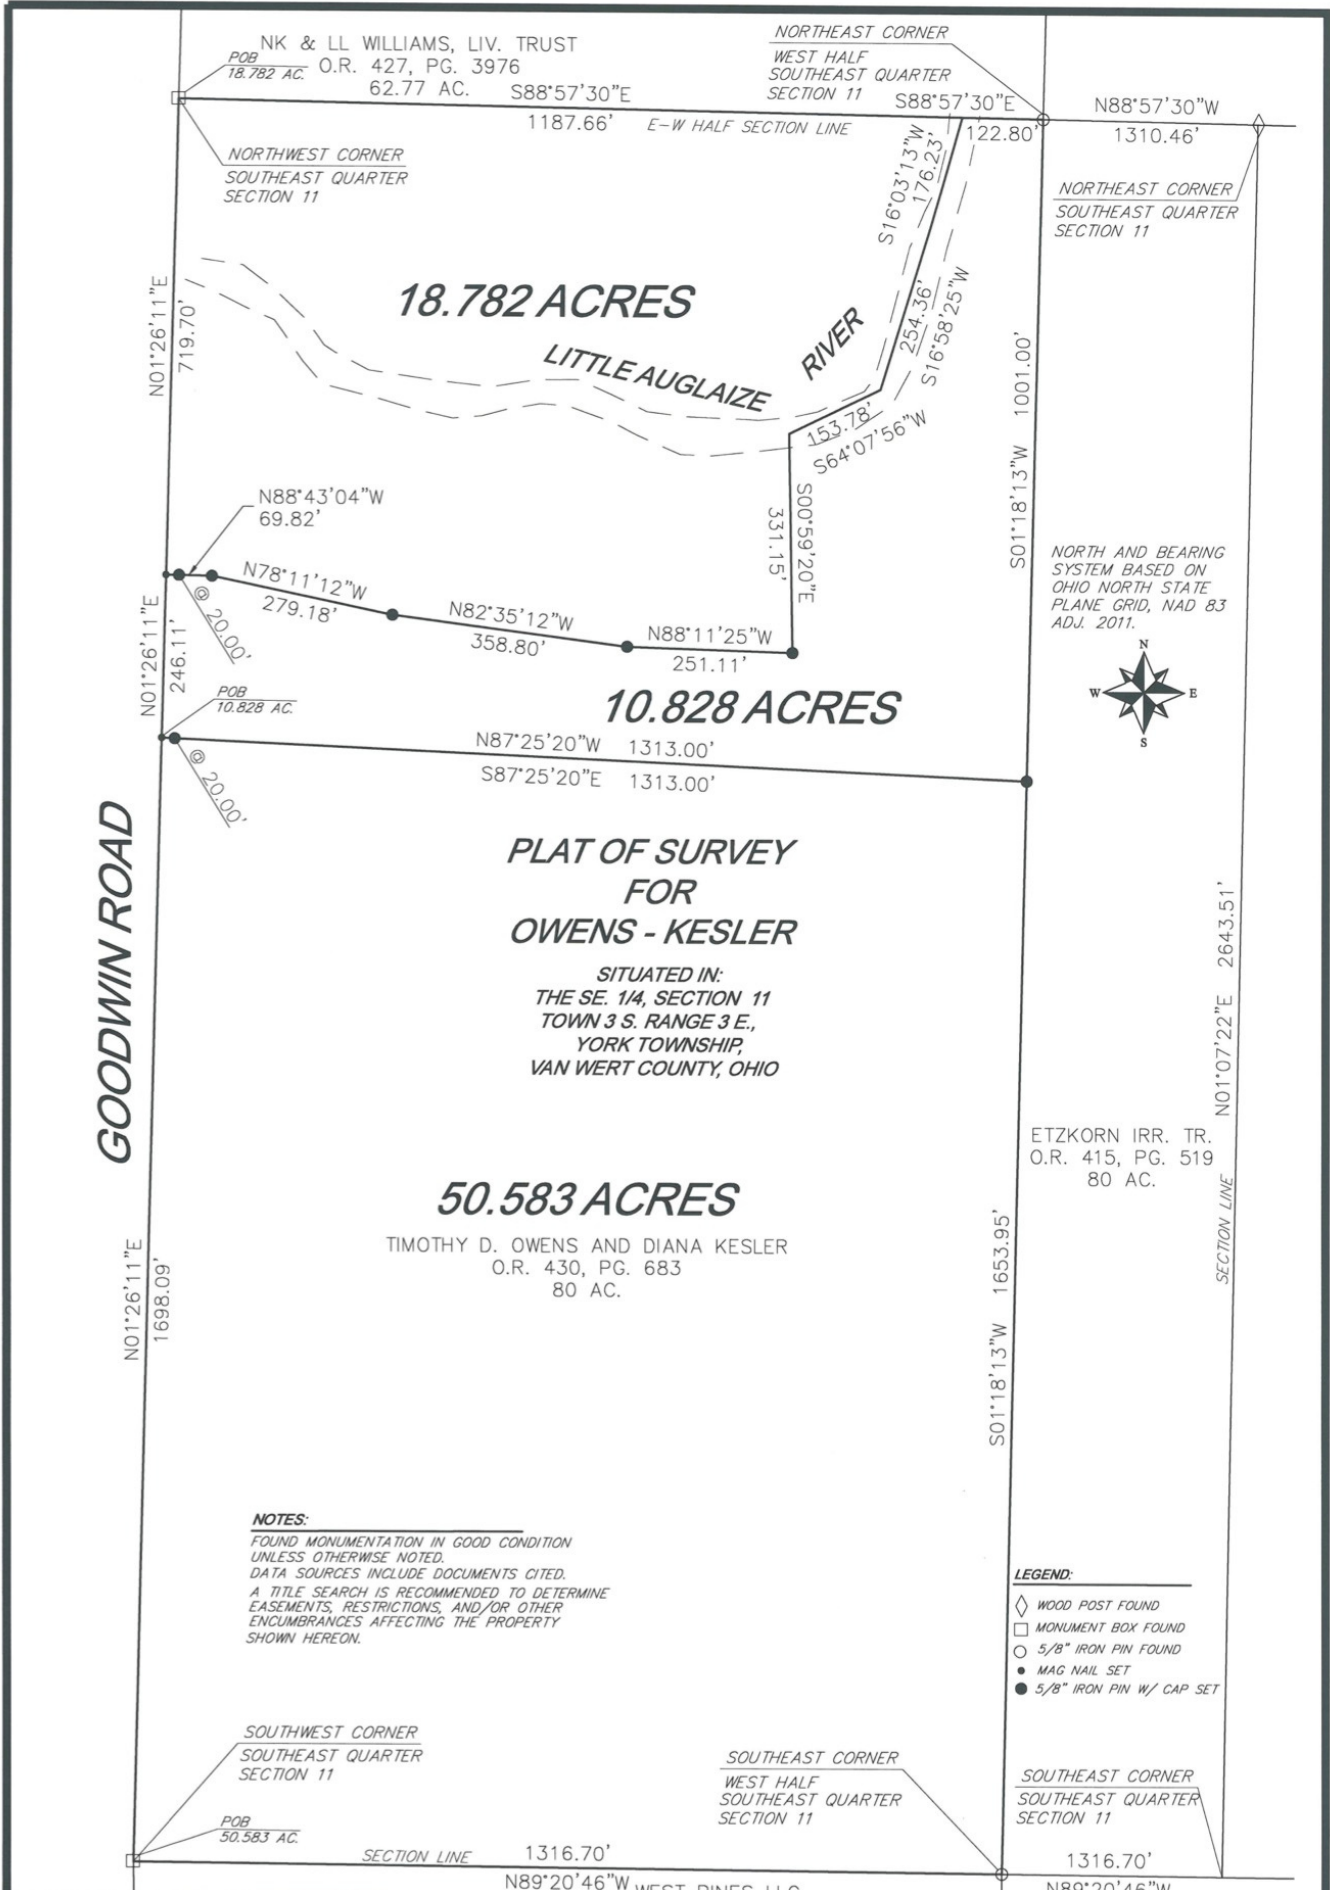 NK & LL WILLIAMS, LIV. TRUST
O.R. 427, PG. 3976
62.77 AC.
POB
18.782 AC.
S88°57'30"E
1187.66'
E-W HALF SECTION LINE
NORTHEAST CORNER
WEST HALF
SOUTHEAST QUARTER
SECTION 11
S88°57'30"E
122.80'
N88°57'30"W
1310.46'
NORTHWEST CORNER
SOUTHEAST QUARTER
SECTION 11
NORTHEAST CORNER
SOUTHEAST QUARTER
SECTION 11
S16°03'13"W
176.23'
N01°26'11"E
719.70'
18.782 ACRES
LITTLE AUGLAIZE
RIVER
254.36'
S16°58'25"W
S01°18'13"W 1001.00'
153.78'
S64°07'56"W
N88°43'04"W
69.82'
331.15'
S00°59'20"E
NORTH AND BEARING
SYSTEM BASED ON
OHIO NORTH STATE
PLANE GRID, NAD 83
ADJ. 2011.
N
W
E
S
N78°11'12"W
279.18'
N82°35'12"W
358.80'
N88°11'25"W
251.11'
@ 20.00'
N01°26'11"E
246.11'
POB
10.828 AC.
10.828 ACRES
N87°25'20"W 1313.00'
S87°25'20"E 1313.00'
@ 20.00'
GOODWIN ROAD
PLAT OF SURVEY
FOR
OWENS - KESLER
SITUATED IN:
THE SE. 1/4, SECTION 11
TOWN 3 S. RANGE 3 E.,
YORK TOWNSHIP,
VAN WERT COUNTY, OHIO
N01°07'22"E 2643.51'
SECTION LINE
ETZKORN IRR. TR.
O.R. 415, PG. 519
80 AC.
50.583 ACRES
TIMOTHY D. OWENS AND DIANA KESLER
O.R. 430, PG. 683
80 AC.
N01°26'11"E
1698.09'
S01°18'13"W 1653.95'
NOTES:
FOUND MONUMENTATION IN GOOD CONDITION
UNLESS OTHERWISE NOTED.
DATA SOURCES INCLUDE DOCUMENTS CITED.
A TITLE SEARCH IS RECOMMENDED TO DETERMINE
EASEMENTS, RESTRICTIONS, AND/OR OTHER
ENCUMBRANCES AFFECTING THE PROPERTY
SHOWN HEREON.
LEGEND:
WOOD POST FOUND
MONUMENT BOX FOUND
5/8" IRON PIN FOUND
MAG NAIL SET
5/8" IRON PIN W/ CAP SET
SOUTHWEST CORNER
SOUTHEAST QUARTER
SECTION 11
SOUTHEAST CORNER
WEST HALF
SOUTHEAST QUARTER
SECTION 11
SOUTHEAST CORNER
SOUTHEAST QUARTER
SECTION 11
POB
50.583 AC.
SECTION LINE
1316.70'
N89°20'46"W
WEST PINES LLC
1316.70'
N89°20'46"W